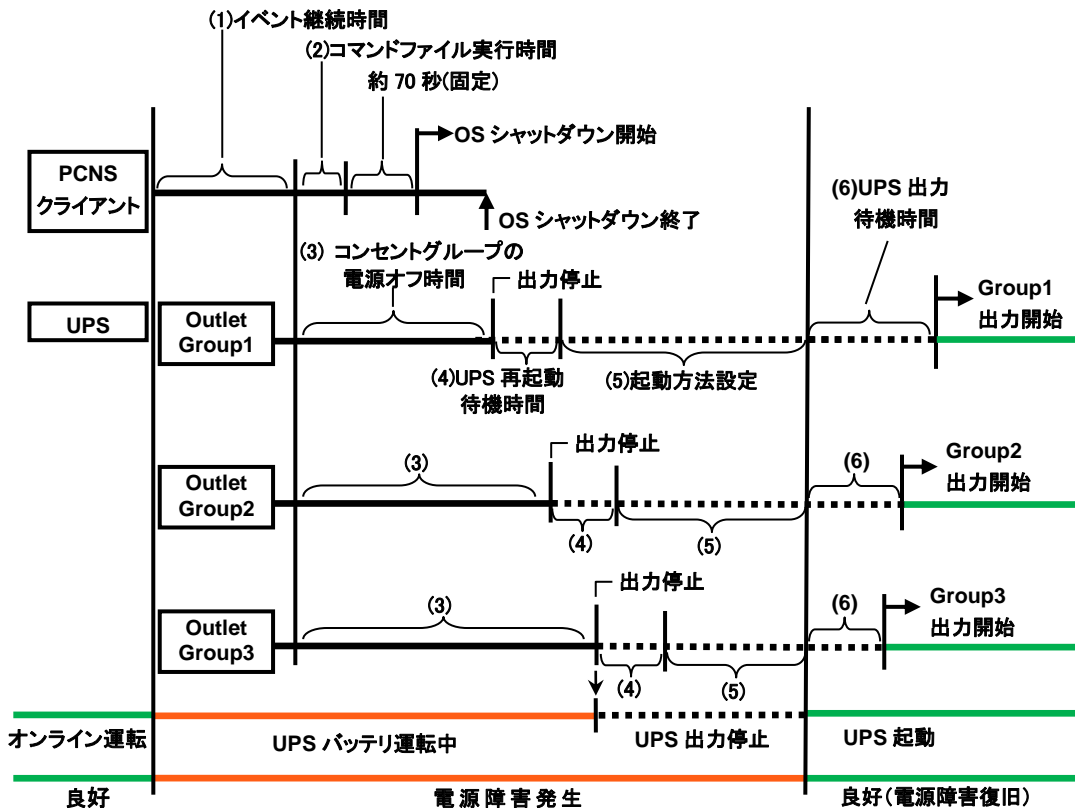 (1)イベント継続時間
(2)コマンドファイル実行時間
約 70 秒(固定)
OS シャットダウン開始
PCNS
クライアント
OS シャットダウン終了
(6)UPS 出力
待機時間
(3) コンセントグループの
電源オフ時間
出力停止
UPS
Outlet
Group1
Group1
出力開始
(4)UPS 再起動
待機時間
(5)起動方法設定
Outlet
Group2
(3)
出力停止
(4)
(5)
(6)
Group2
出力開始
Outlet
Group3
(3)
出力停止
(4)
(5)
(6)
Group3
出力開始
オンライン運転
UPS バッテリ運転中
UPS 出力停止
UPS 起動
良好
電源障害発生
良好(電源障害復旧)